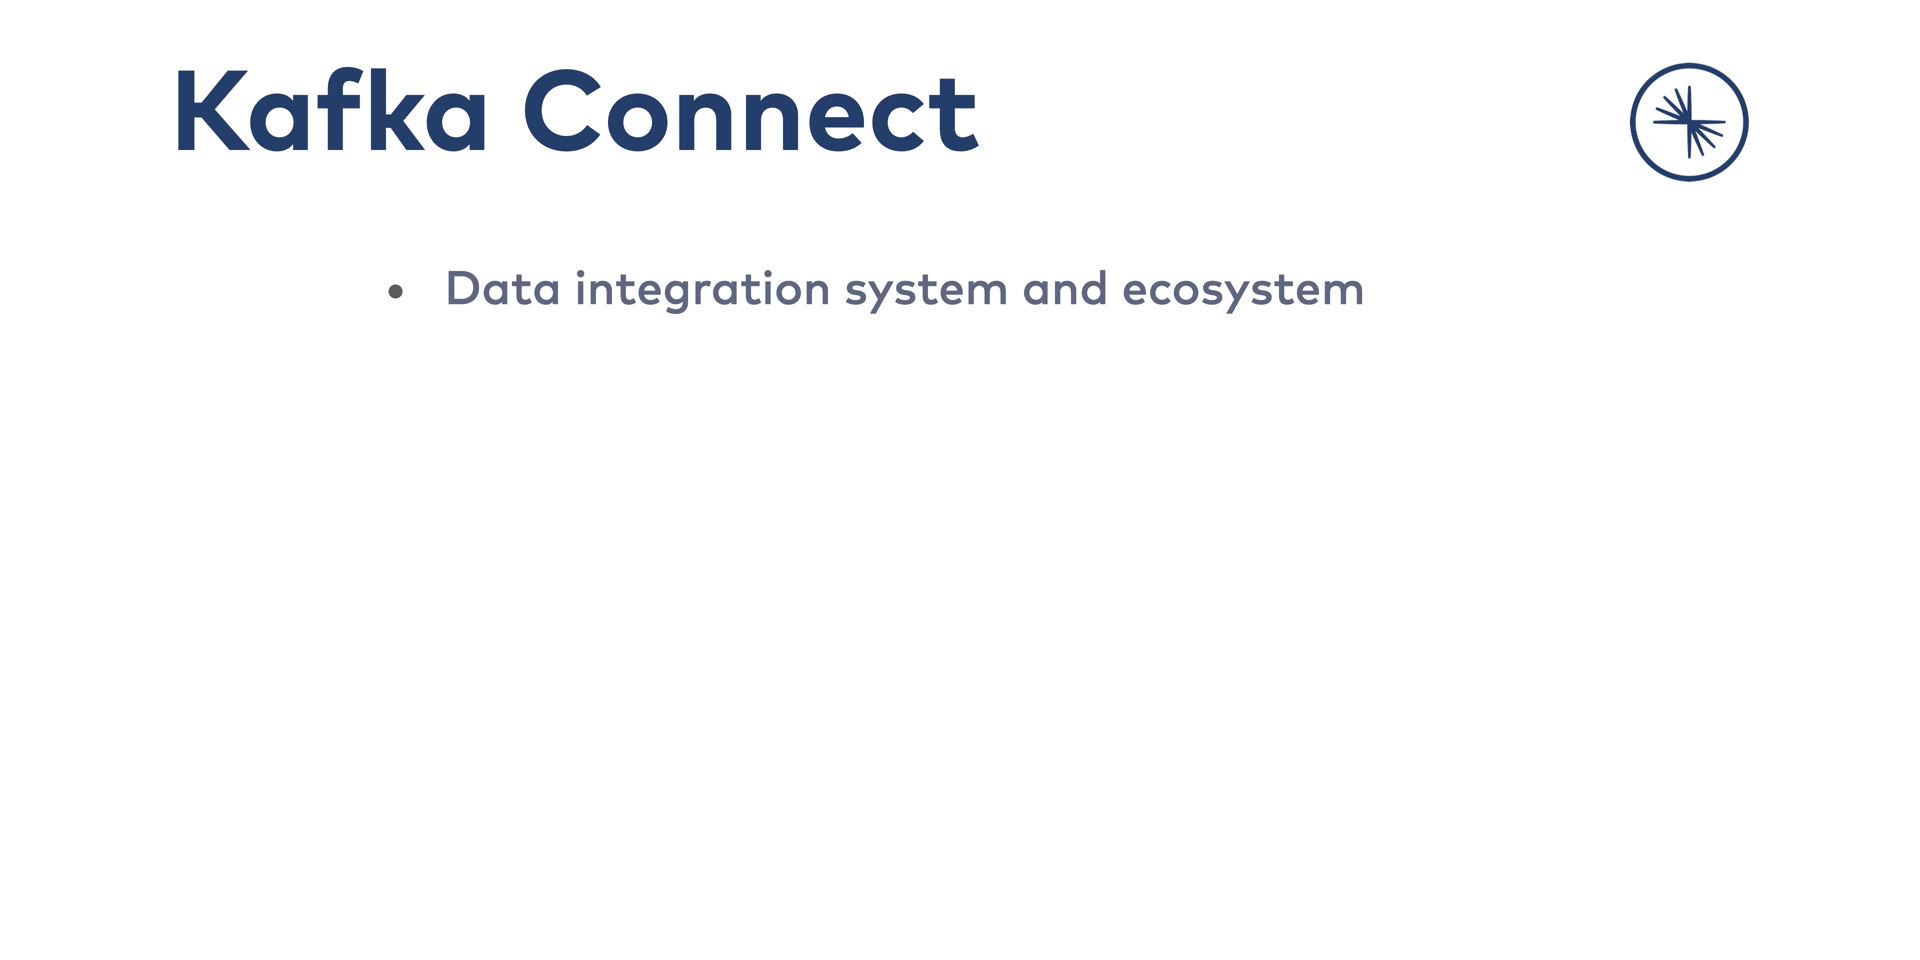 Kafka Connect
• Data integration system and ecosystem